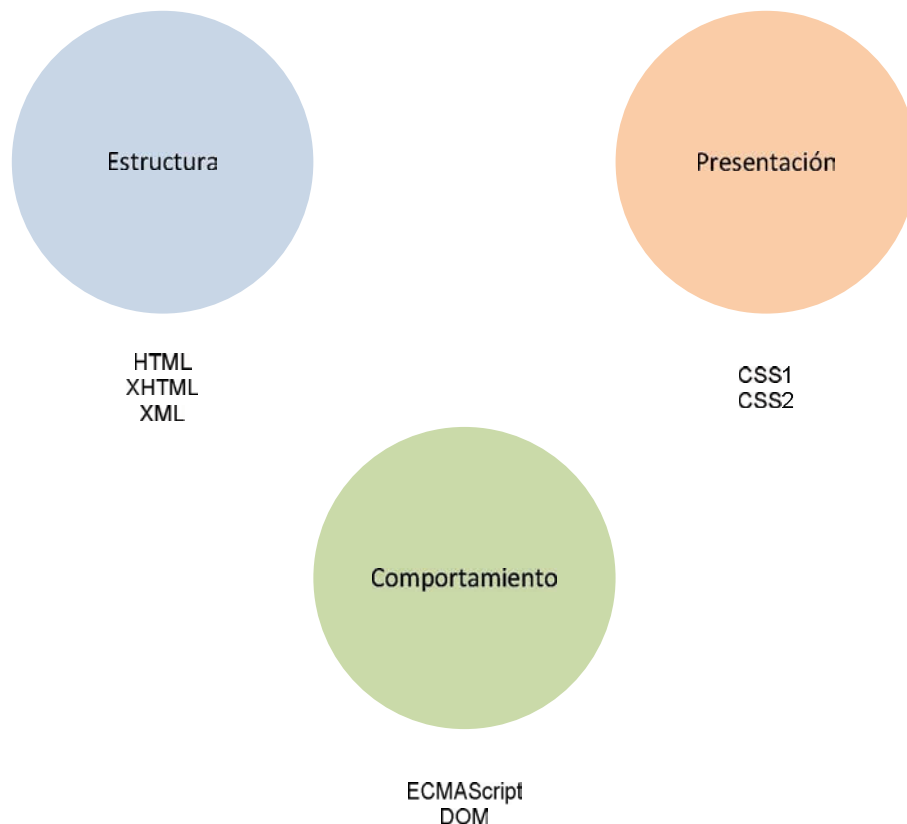 Estructura
Presentación
HTML
XHTML
XML
CSS1
CSS2
Comportamiento
ECMAScript
DOM